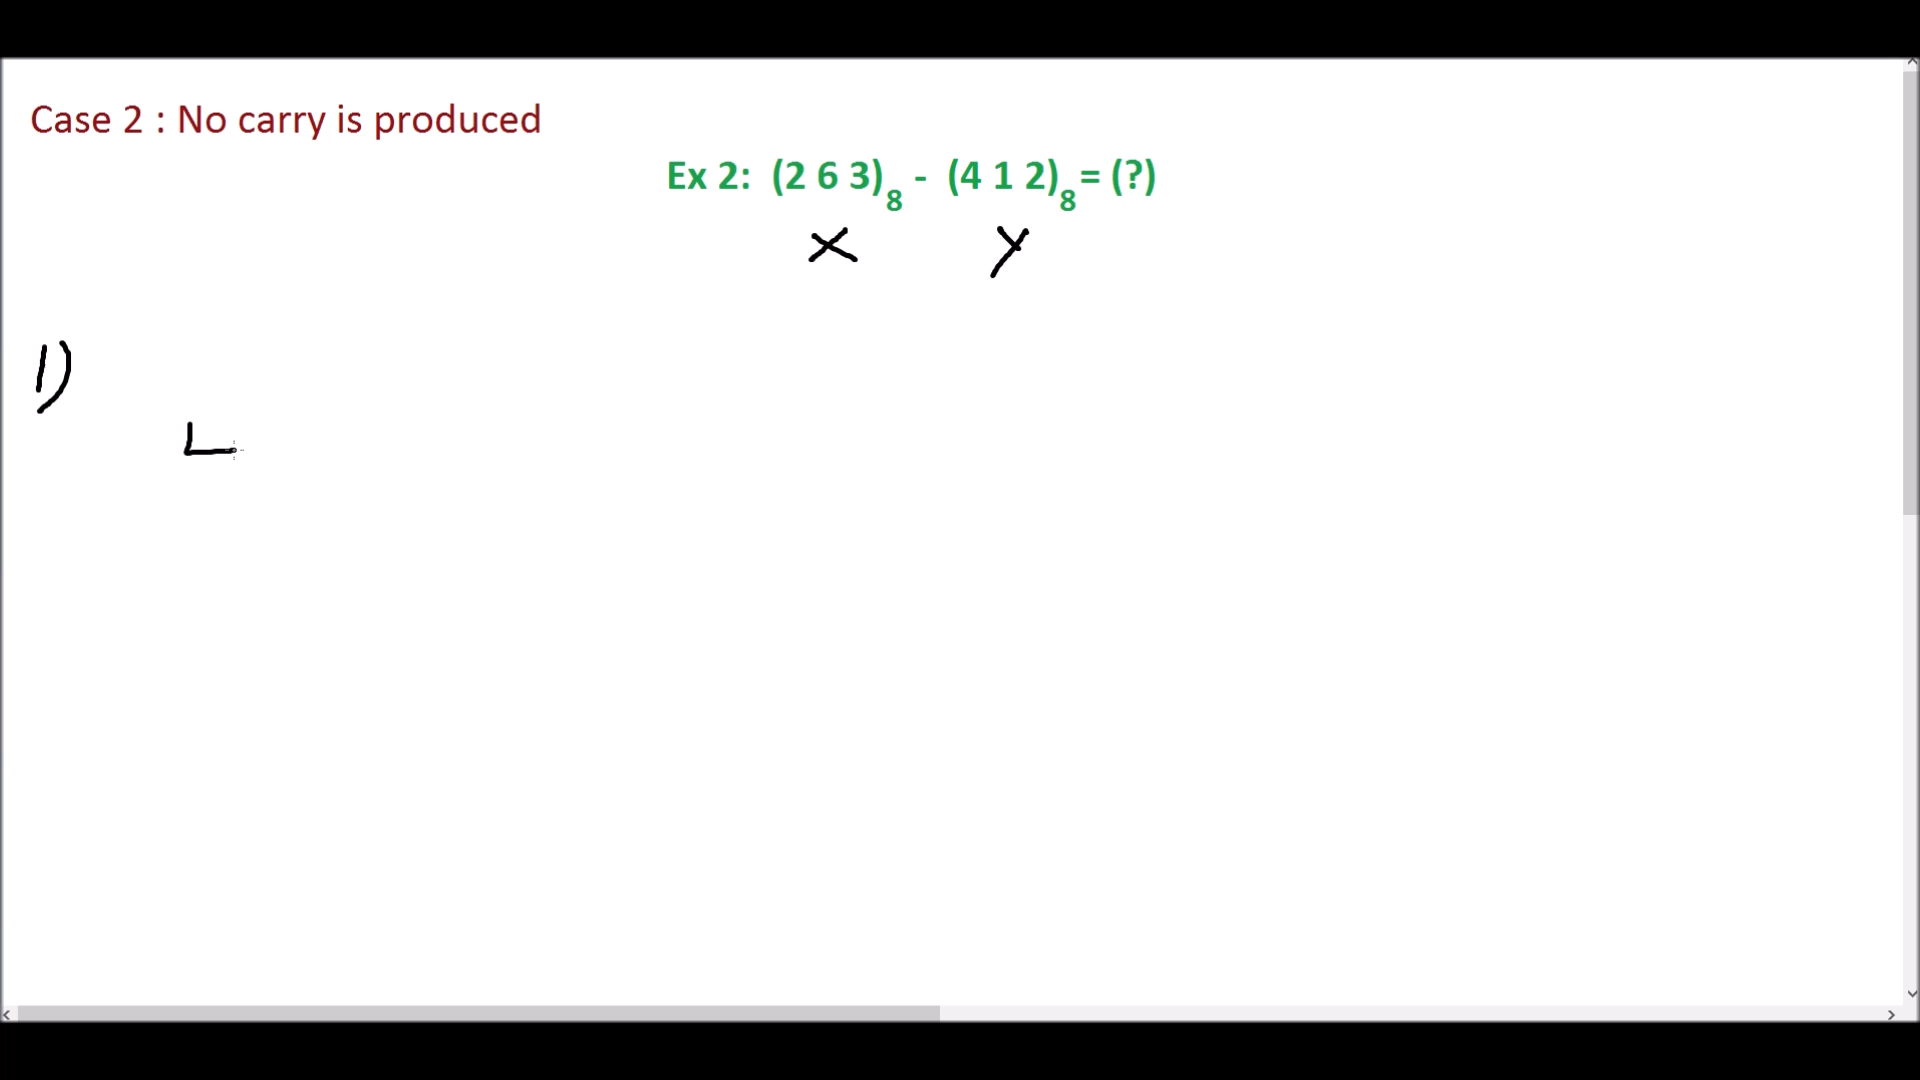 Case 2 : No carry is produced
Ex 2: (2 6 3)₈ - (4 1 2)₈ = (?)
x y
1)